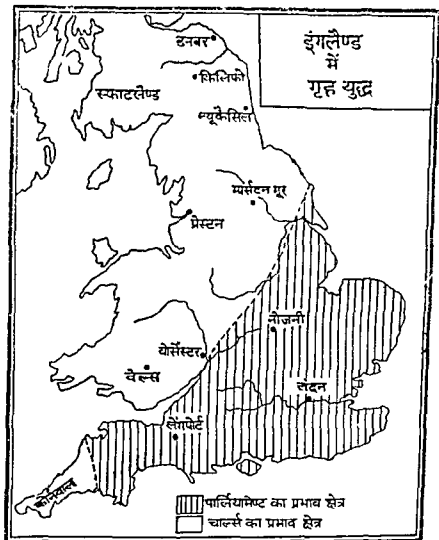 इंगलैण्ड
में
गृह युद्ध
डनबर
किलिफो
स्काटलैण्ड
न्यूकैसिल
मार्सटन मूर
प्रेस्टन
नोजनी
वोर्सेस्टर
वेल्स
लंदन
लेंगपोर्ट
कॉर्नवाल
पार्लियामेण्ट का प्रभाव क्षेत्र
चार्ल्स का प्रभाव क्षेत्र